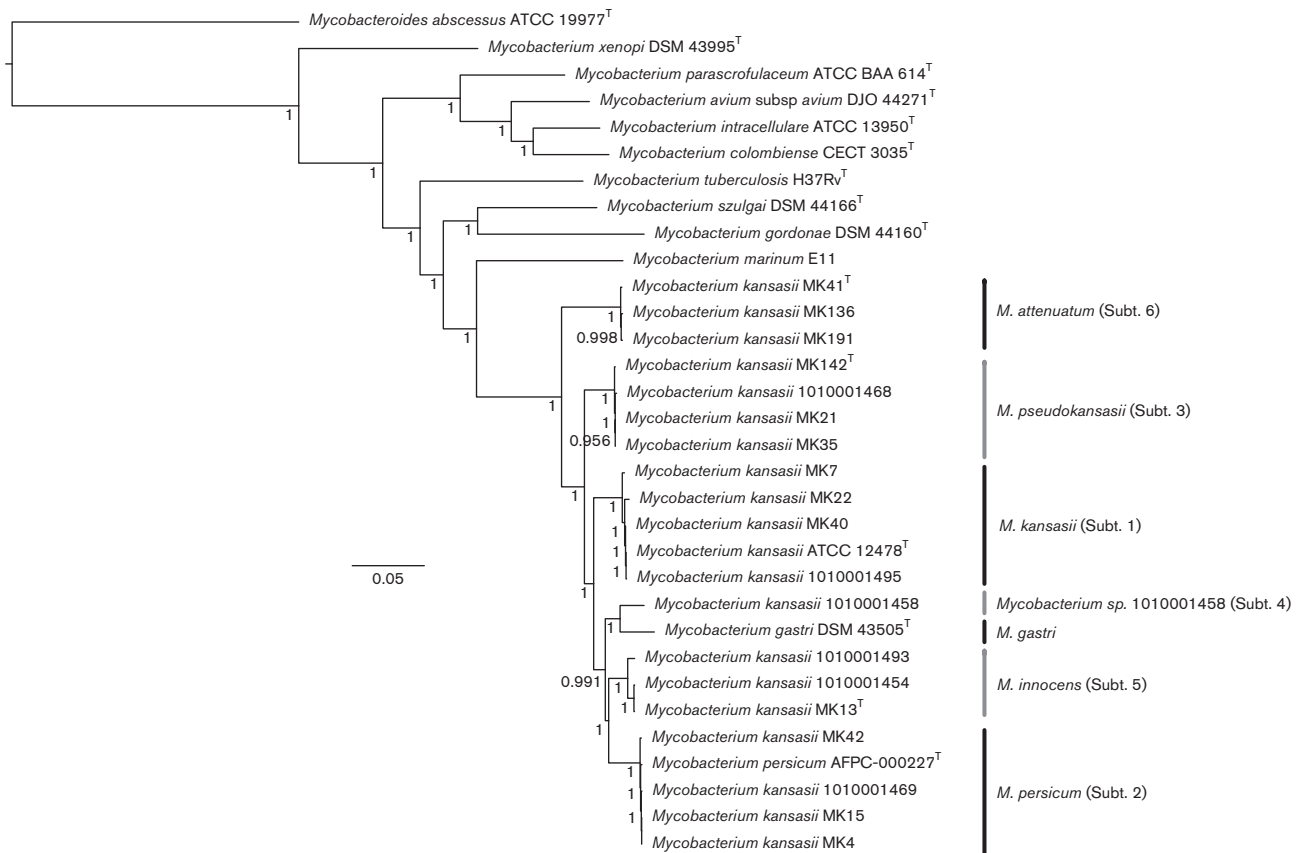 Mycobacteroides abscessus ATCC 19977T
Mycobacterium xenopi DSM 43995T
Mycobacterium parascrofulaceum ATCC BAA 614T
1
Mycobacterium avium subsp avium DJO 44271T
1
1
Mycobacterium intracellulare ATCC 13950T
1
Mycobacterium colombiense CECT 3035T
1
Mycobacterium tuberculosis H37RvT
Mycobacterium szulgai DSM 44166T
1
Mycobacterium gordonae DSM 44160T
1
Mycobacterium marinum E11
1
Mycobacterium kansasii MK41T
Mycobacterium kansasii MK136
M. attenuatum (Subt. 6)
1
1
0.998
Mycobacterium kansasii MK191
Mycobacterium kansasii MK142T
Mycobacterium kansasii 1010001468
1
1
M. pseudokansasii (Subt. 3)
Mycobacterium kansasii MK21
1
0.956
Mycobacterium kansasii MK35
Mycobacterium kansasii MK7
1
Mycobacterium kansasii MK22
1
Mycobacterium kansasii MK40
M. kansasii (Subt. 1)
1
Mycobacterium kansasii ATCC 12478T
1
0.05
1
Mycobacterium kansasii 1010001495
1
Mycobacterium kansasii 1010001458
Mycobacterium sp. 1010001458 (Subt. 4)
1
Mycobacterium gastri DSM 43505T
M. gastri
Mycobacterium kansasii 1010001493
0.991
1
Mycobacterium kansasii 1010001454
M. innocens (Subt. 5)
1
Mycobacterium kansasii MK13T
1
Mycobacterium kansasii MK42
Mycobacterium persicum AFPC-000227T
1
Mycobacterium kansasii 1010001469
M. persicum (Subt. 2)
1
Mycobacterium kansasii MK15
1
Mycobacterium kansasii MK4